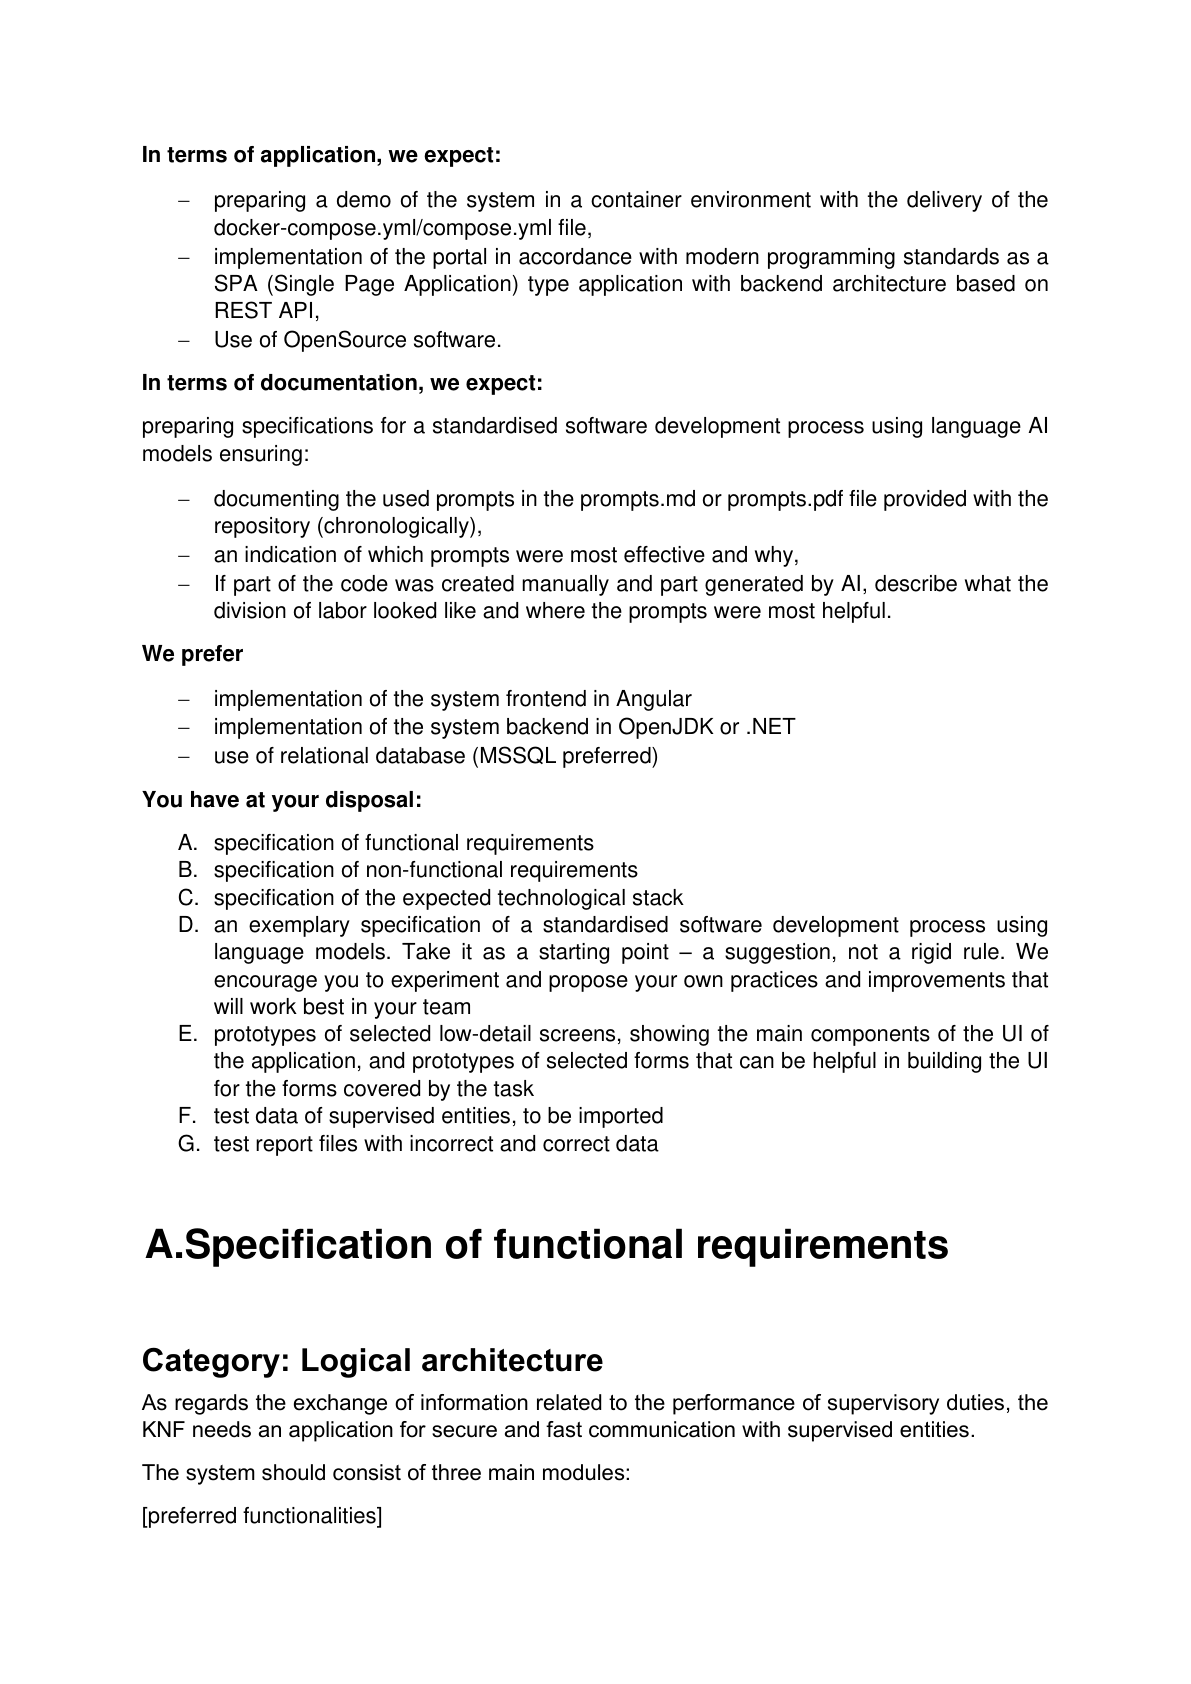 In terms of application, we expect:
– preparing a demo of the system in a container environment with the delivery of the
docker-compose.yml/compose.yml file,
– implementation of the portal in accordance with modern programming standards as a
SPA (Single Page Application) type application with backend architecture based on
REST API,
– Use of OpenSource software.
In terms of documentation, we expect:
preparing specifications for a standardised software development process using language AI
models ensuring:
– documenting the used prompts in the prompts.md or prompts.pdf file provided with the
repository (chronologically),
– an indication of which prompts were most effective and why,
– If part of the code was created manually and part generated by AI, describe what the
division of labor looked like and where the prompts were most helpful.
We prefer
– implementation of the system frontend in Angular
– implementation of the system backend in OpenJDK or .NET
– use of relational database (MSSQL preferred)
You have at your disposal:
A. specification of functional requirements
B. specification of non-functional requirements
C. specification of the expected technological stack
D. an exemplary specification of a standardised software development process using
language models. Take it as a starting point – a suggestion, not a rigid rule. We
encourage you to experiment and propose your own practices and improvements that
will work best in your team
E. prototypes of selected low-detail screens, showing the main components of the UI of
the application, and prototypes of selected forms that can be helpful in building the UI
for the forms covered by the task
F. test data of supervised entities, to be imported
G. test report files with incorrect and correct data
A.Specification of functional requirements
Category: Logical architecture
As regards the exchange of information related to the performance of supervisory duties, the
KNF needs an application for secure and fast communication with supervised entities.
The system should consist of three main modules:
[preferred functionalities]